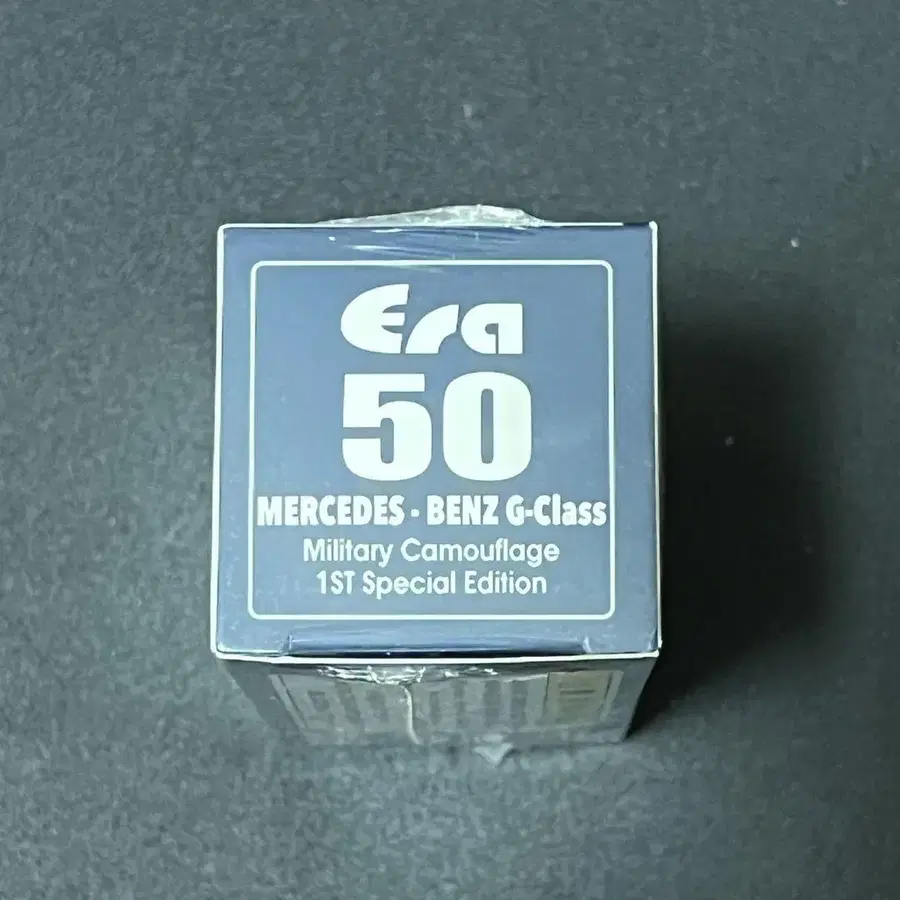 Era
50
MERCEDES - BENZ G-Class
Military Camouflage
1ST Special Edition